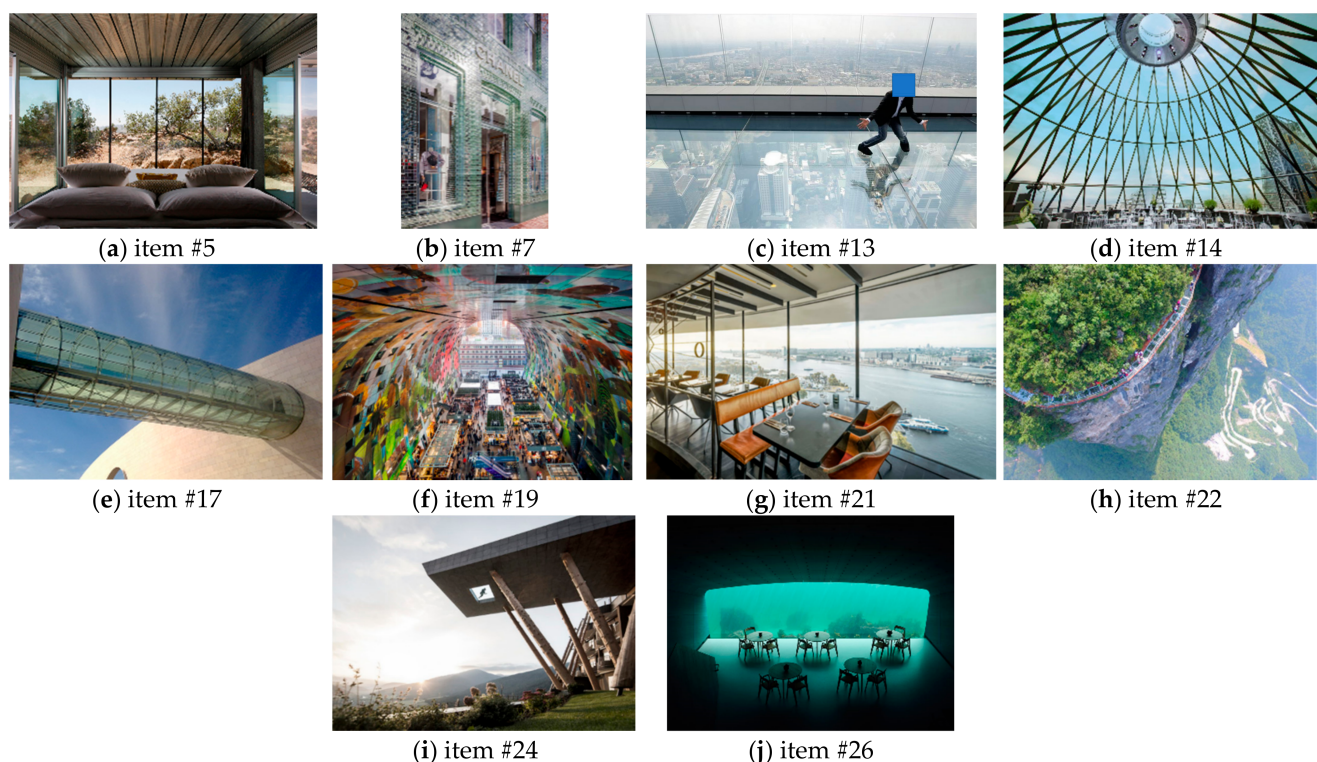 (a) item #5
(b) item #7
(c) item #13
(d) item #14
(e) item #17
(f) item #19
(g) item #21
(h) item #22
(i) item #24
(j) item #26